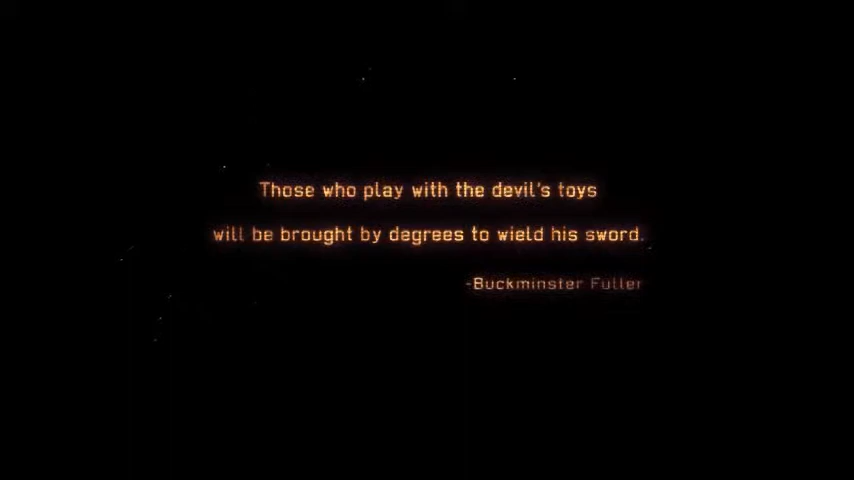 Those who play with the devil's toys
will be brought by degrees to wield his sword.
-Buckminster Fuller